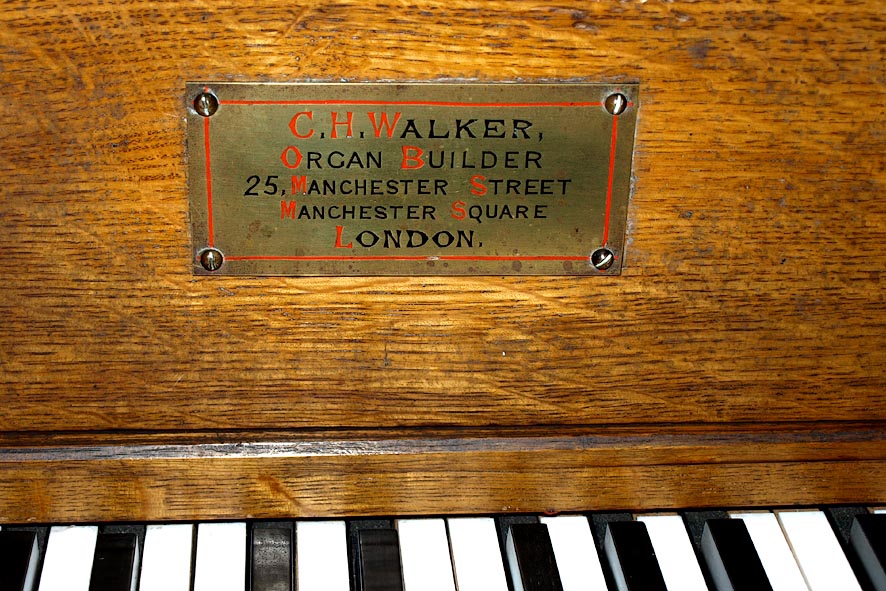 C.H.WALKER,
ORGAN BUILDER
25, MANCHESTER STREET
MANCHESTER SQUARE
LONDON.